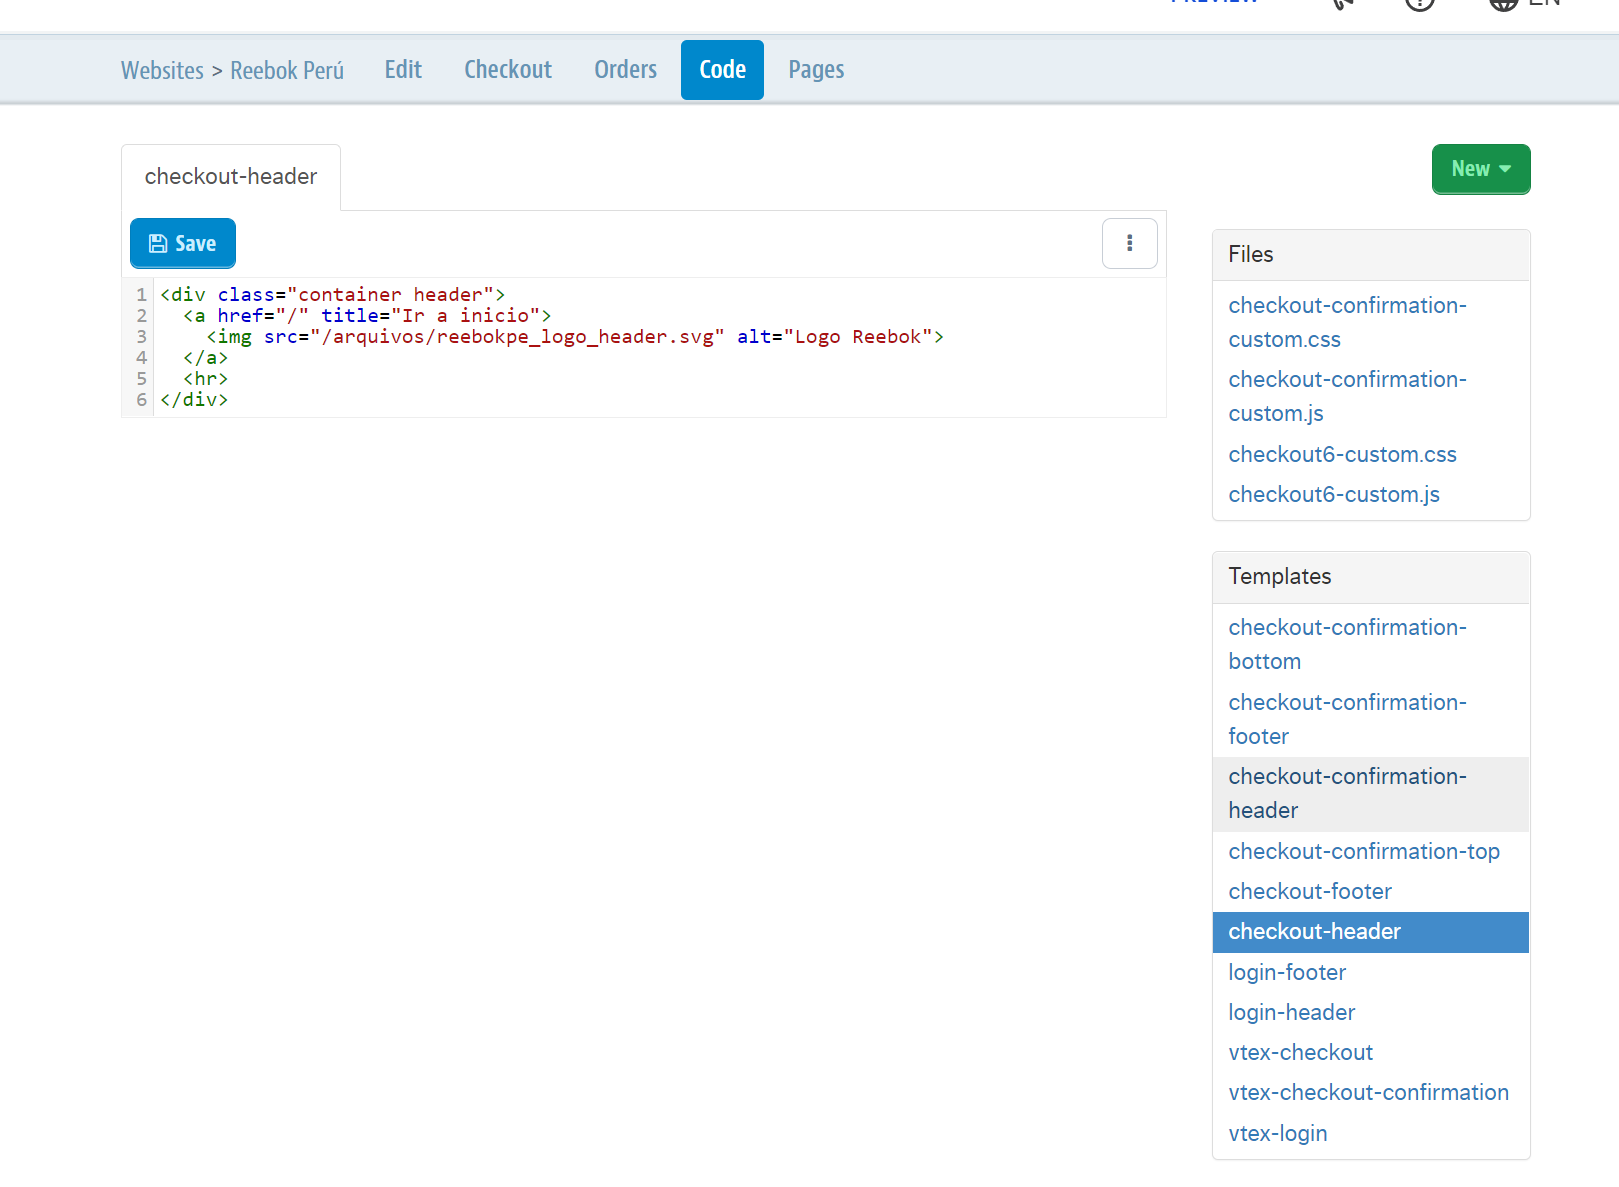 PREVIEW EN
Websites > Reebok Perú Edit Checkout Orders Code Pages
checkout-header
New
Save
1 <div class="container header">
2   <a href="/" title="Ir a inicio">
3     <img src="/arquivos/reebokpe_logo_header.svg" alt="Logo Reebok">
4   </a>
5   <hr>
6 </div>
Files
checkout-confirmation-
custom.css
checkout-confirmation-
custom.js
checkout6-custom.css
checkout6-custom.js
Templates
checkout-confirmation-
bottom
checkout-confirmation-
footer
checkout-confirmation-
header
checkout-confirmation-top
checkout-footer
checkout-header
login-footer
login-header
vtex-checkout
vtex-checkout-confirmation
vtex-login